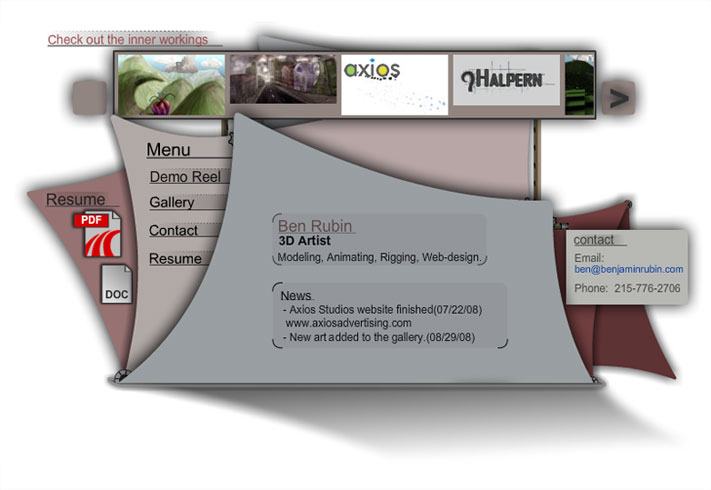 Check out the inner workings
axios
HALPERN
>
Menu
Demo Reel
Gallery
Contact
Resume
Resume
PDF
DOC
Ben Rubin
3D Artist
Modeling, Animating, Rigging, Web-design,
News
- Axios Studios website finished(07/22/08)
www.axiosadvertising.com
- New art added to the gallery.(08/29/08)
contact
Email:
ben@benjaminrubin.com
Phone: 215-776-2706